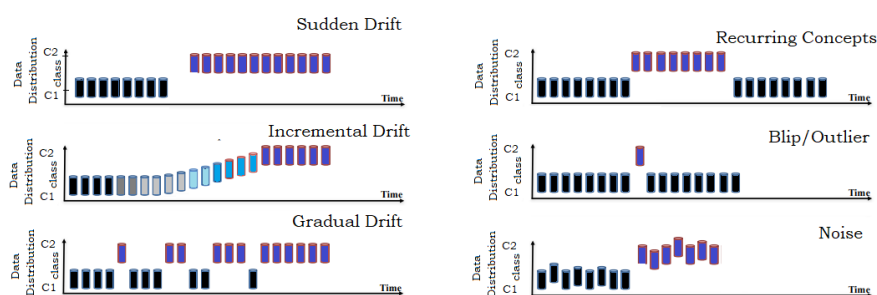 Sudden Drift
Data
Distribution
class
C2
C1
Time
Incremental Drift
Data
Distribution
class
C2
C1
Time
Gradual Drift
Data
Distribution
class
C2
C1
Time
Recurring Concepts
Data
Distribution
class
C2
C1
Time
Blip/Outlier
Data
Distribution
class
C2
C1
Time
Noise
Data
Distribution
class
C2
C1
Time